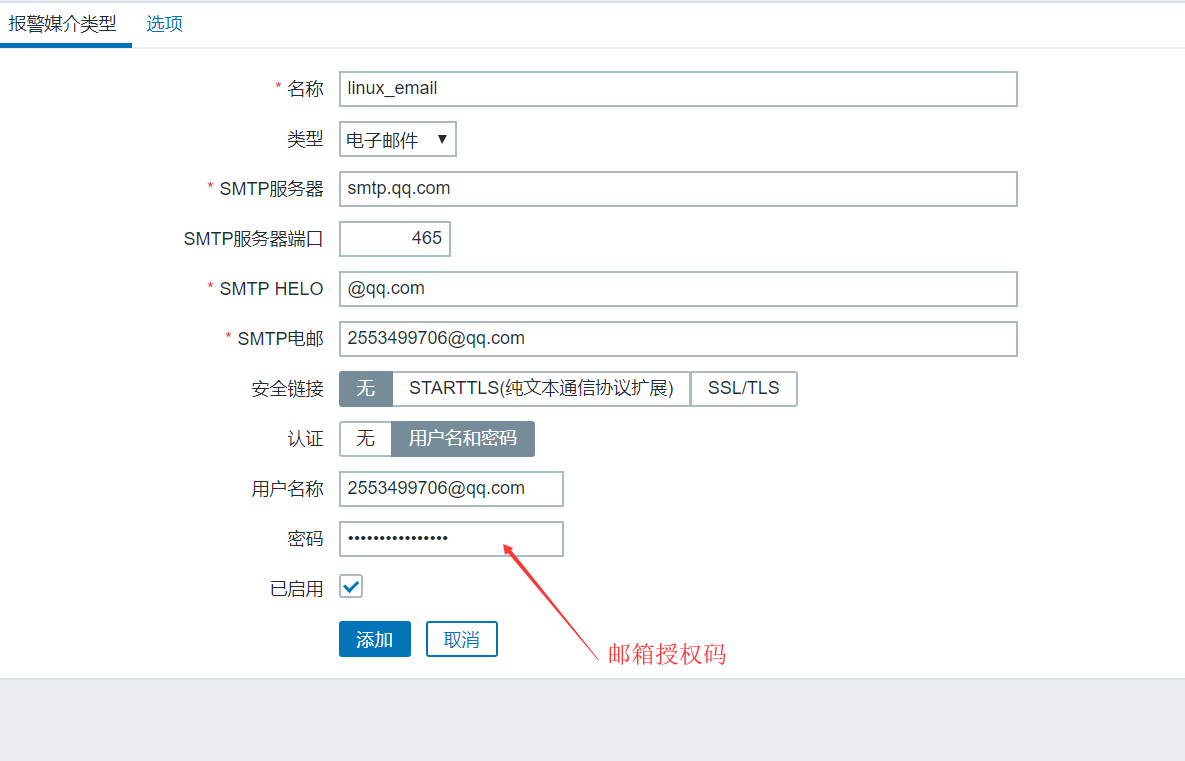 报警媒介类型 选项
* 名称 linux_email
类型 电子邮件 ▼
* SMTP服务器 smtp.qq.com
SMTP服务器端口 465
* SMTP HELO @qq.com
* SMTP电邮 2553499706@qq.com
安全链接 无 STARTTLS(纯文本通信协议扩展) SSL/TLS
认证 无 用户名和密码
用户名称 2553499706@qq.com
密码 ••••••••••••••••
已启用
添加 取消
邮箱授权码